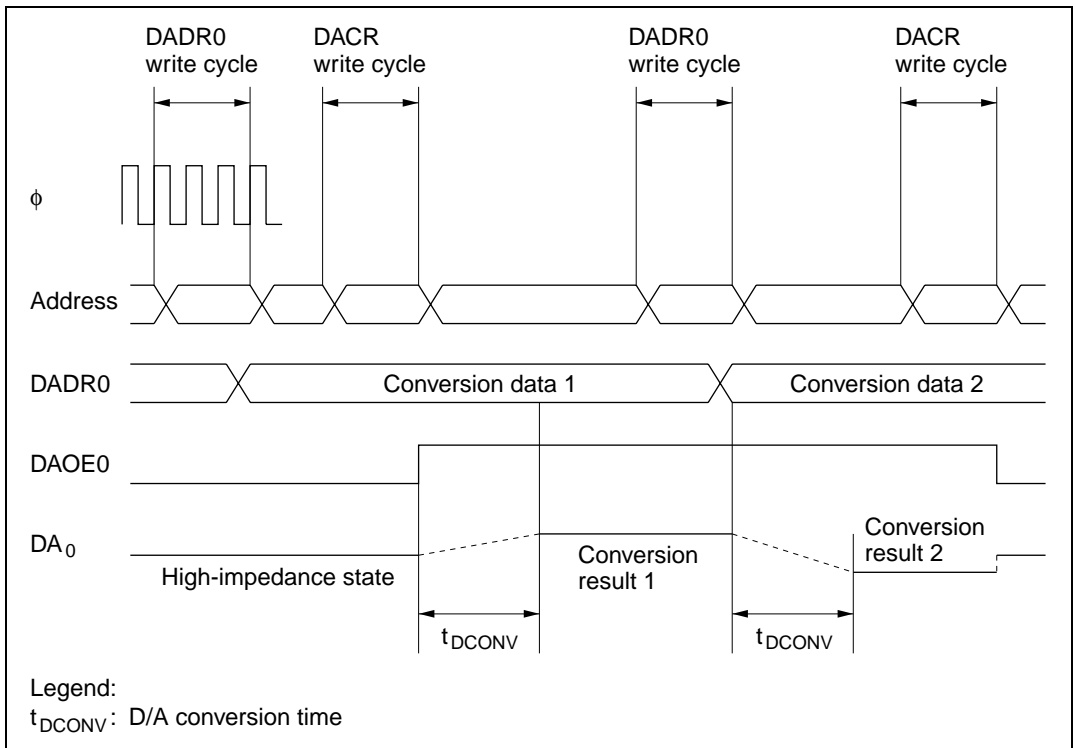 DADR0 write cycle
DACR write cycle
DADR0 write cycle
DACR write cycle
ϕ
Address
DADR0
Conversion data 1
Conversion data 2
DAOE0
DA0
High-impedance state
Conversion result 1
Conversion result 2
tDCONV
tDCONV
Legend:
tDCONV: D/A conversion time